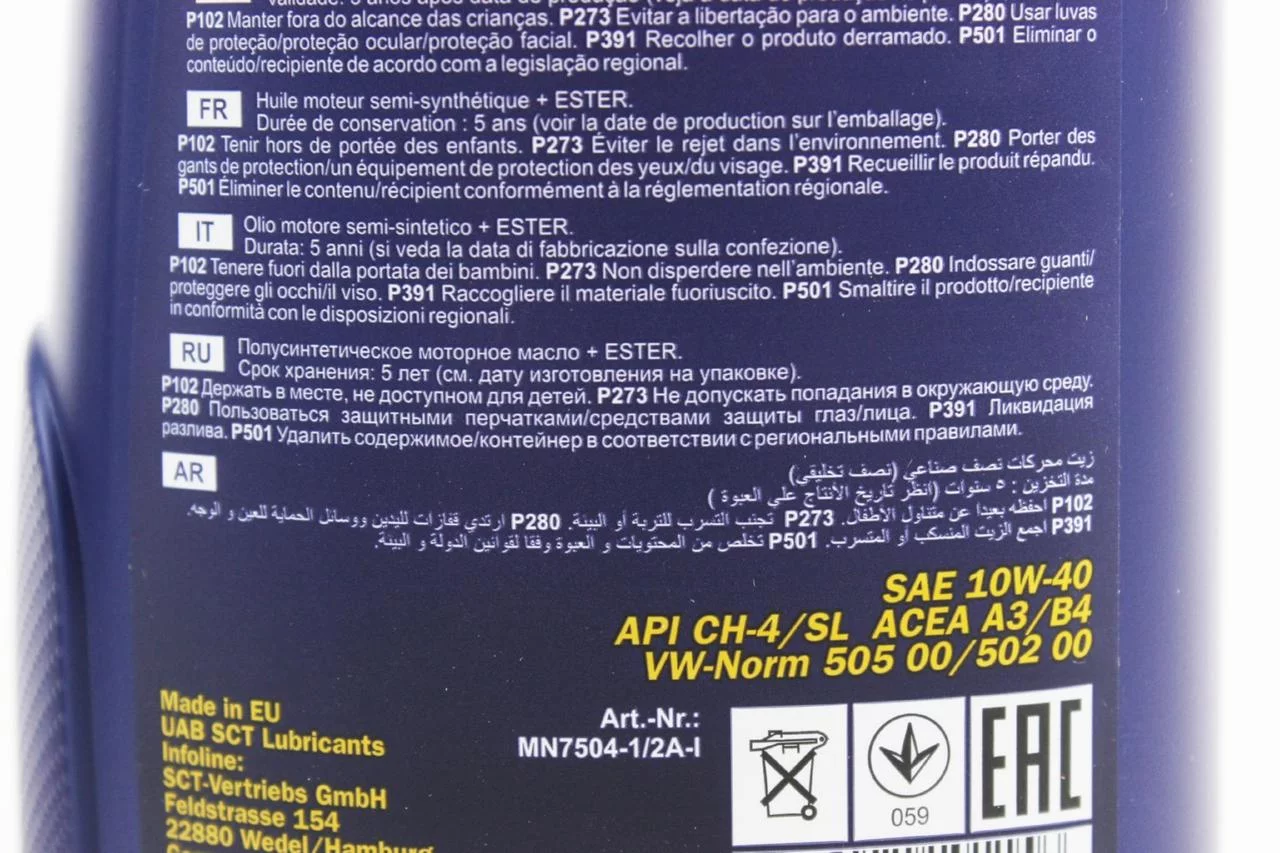 P102 Manter fora do alcance das crianças. P273 Evitar a libertação para o ambiente. P280 Usar luvas
de proteção/proteção ocular/proteção facial. P391 Recolher o produto derramado. P501 Eliminar o
conteúdo/recipiente de acordo com a legislação regional.
FR
Huile moteur semi-synthétique + ESTER.
Durée de conservation : 5 ans (voir la date de production sur l'emballage).
P102 Tenir hors de portée des enfants. P273 Éviter le rejet dans l'environnement. P280 Porter des
gants de protection/un équipement de protection des yeux/du visage. P391 Recueillir le produit répandu.
P501 Éliminer le contenu/récipient conformément à la réglementation régionale.
IT
Olio motore semi-sintetico + ESTER.
Durata: 5 anni (si veda la data di fabbricazione sulla confezione).
P102 Tenere fuori dalla portata dei bambini. P273 Non disperdere nell'ambiente. P280 Indossare guanti/
proteggere gli occhi/il viso. P391 Raccogliere il materiale fuoriuscito. P501 Smaltire il prodotto/recipiente
in conformità con le disposizioni regionali.
RU
Полусинтетическое моторное масло + ESTER.
Срок хранения: 5 лет (см. дату изготовления на упаковке).
P102 Держать в месте, не доступном для детей. P273 Не допускать попадания в окружающую среду.
P280 Пользоваться защитными перчатками/средствами защиты глаз/лица. P391 Ликвидация
разлива. P501 Удалить содержимое/контейнер в соответствии с региональными правилами.
AR
زيت محركات نصف صناعي (نصف تخليقي)
مدة التخزين : ٥ سنوات (انظر تاريخ الأنتاج علي العبوة )
P102 احفظه بعيدا عن متناول الأطفال. P273 تجنب التسرب للتربة أو البيئة. P280 ارتدي قفازات لليدين ووسائل الحماية للعين و الوجه.
P391 اجمع الزيت المنسكب أو المتسرب. P501 تخلص من المحتويات و العبوة وفقا لقوانين الدولة و البيئة.
SAE 10W-40
API CH-4/SL ACEA A3/B4
VW-Norm 505 00/502 00
Made in EU
UAB SCT Lubricants
Infoline:
SCT-Vertriebs GmbH
Feldstrasse 154
22880 Wedel/Hamburg
Art.-Nr.:
MN7504-1/2A-I
059
EAC